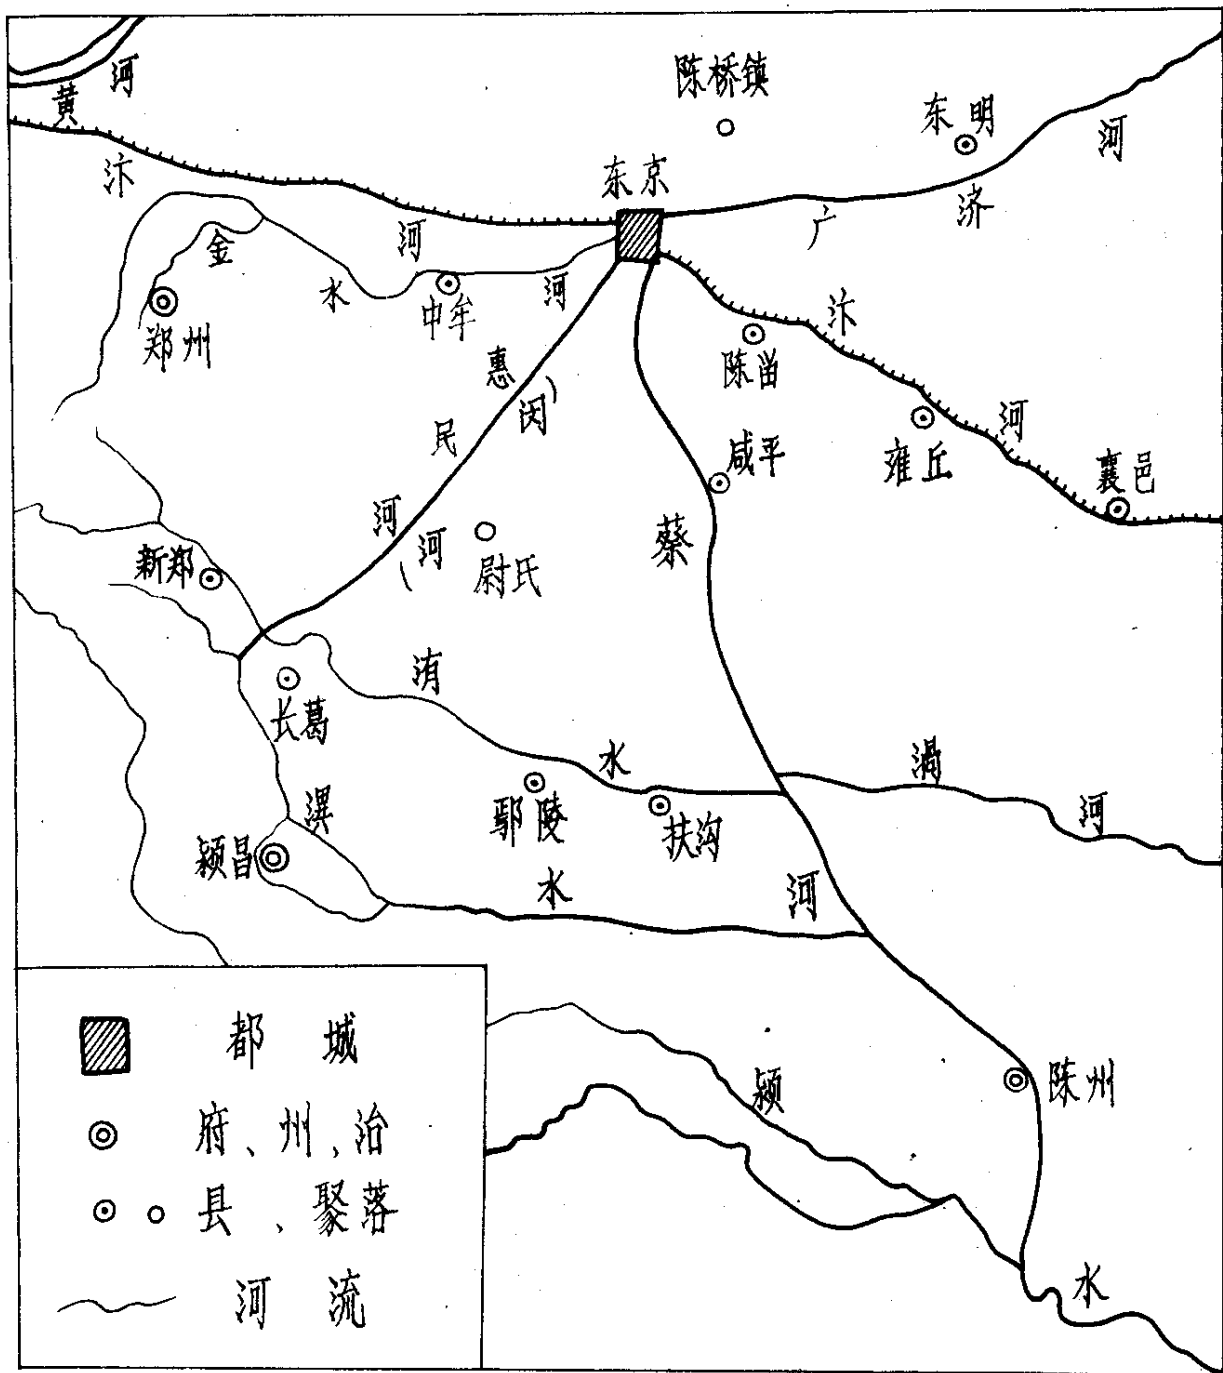 黄河
陈桥镇
东明
汴河
东京
广济河
金水河
郑州
中牟
惠民河
(闵河)
汴河
陈畄
咸平
雍丘
襄邑
蔡河
新郑
尉氏
长葛
洧水
涡河
鄢陵
扶沟
潩水
颍昌
陈州
颍水
都城
府、州、治
县、聚落
河流